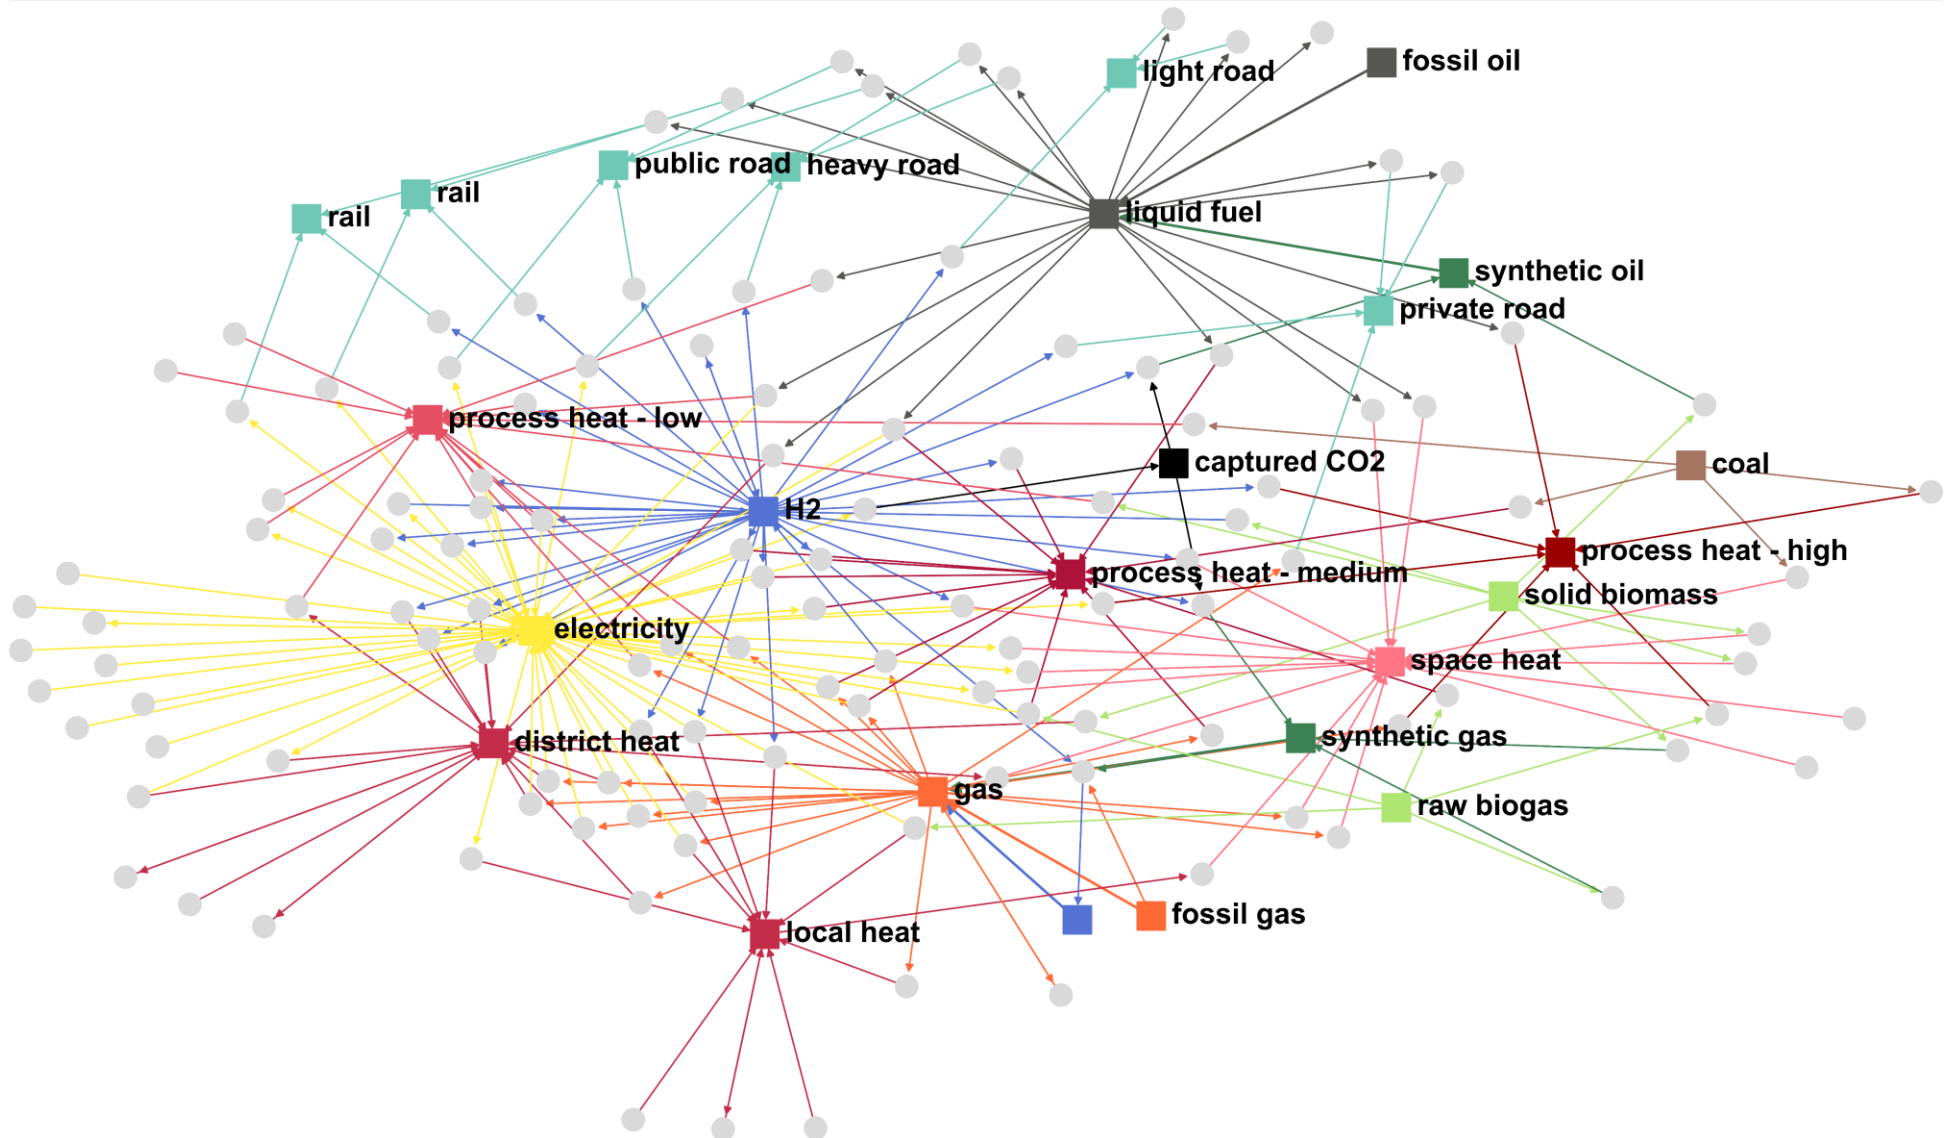 fossil oil
light road
public road
heavy road
rail
rail
liquid fuel
synthetic oil
private road
process heat - low
captured CO2
coal
H2
process heat - high
process heat - medium
solid biomass
electricity
space heat
district heat
synthetic gas
gas
raw biogas
fossil gas
local heat